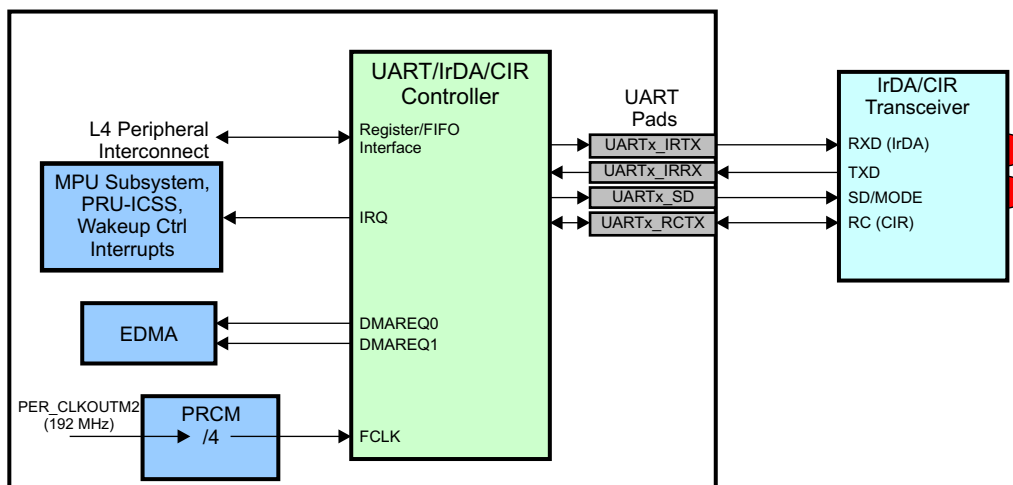 UART/IrDA/CIR
Controller
IrDA/CIR
Transceiver
UART
Pads
L4 Peripheral
Interconnect
Register/FIFO
Interface
UARTx_IRTX
RXD (IrDA)
UARTx_IRRX
TXD
MPU Subsystem,
PRU-ICSS,
Wakeup Ctrl
Interrupts
IRQ
UARTx_SD
SD/MODE
UARTx_RCTX
RC (CIR)
EDMA
DMAREQ0
DMAREQ1
PER_CLKOUTM2
(192 MHz)
PRCM
/4
FCLK